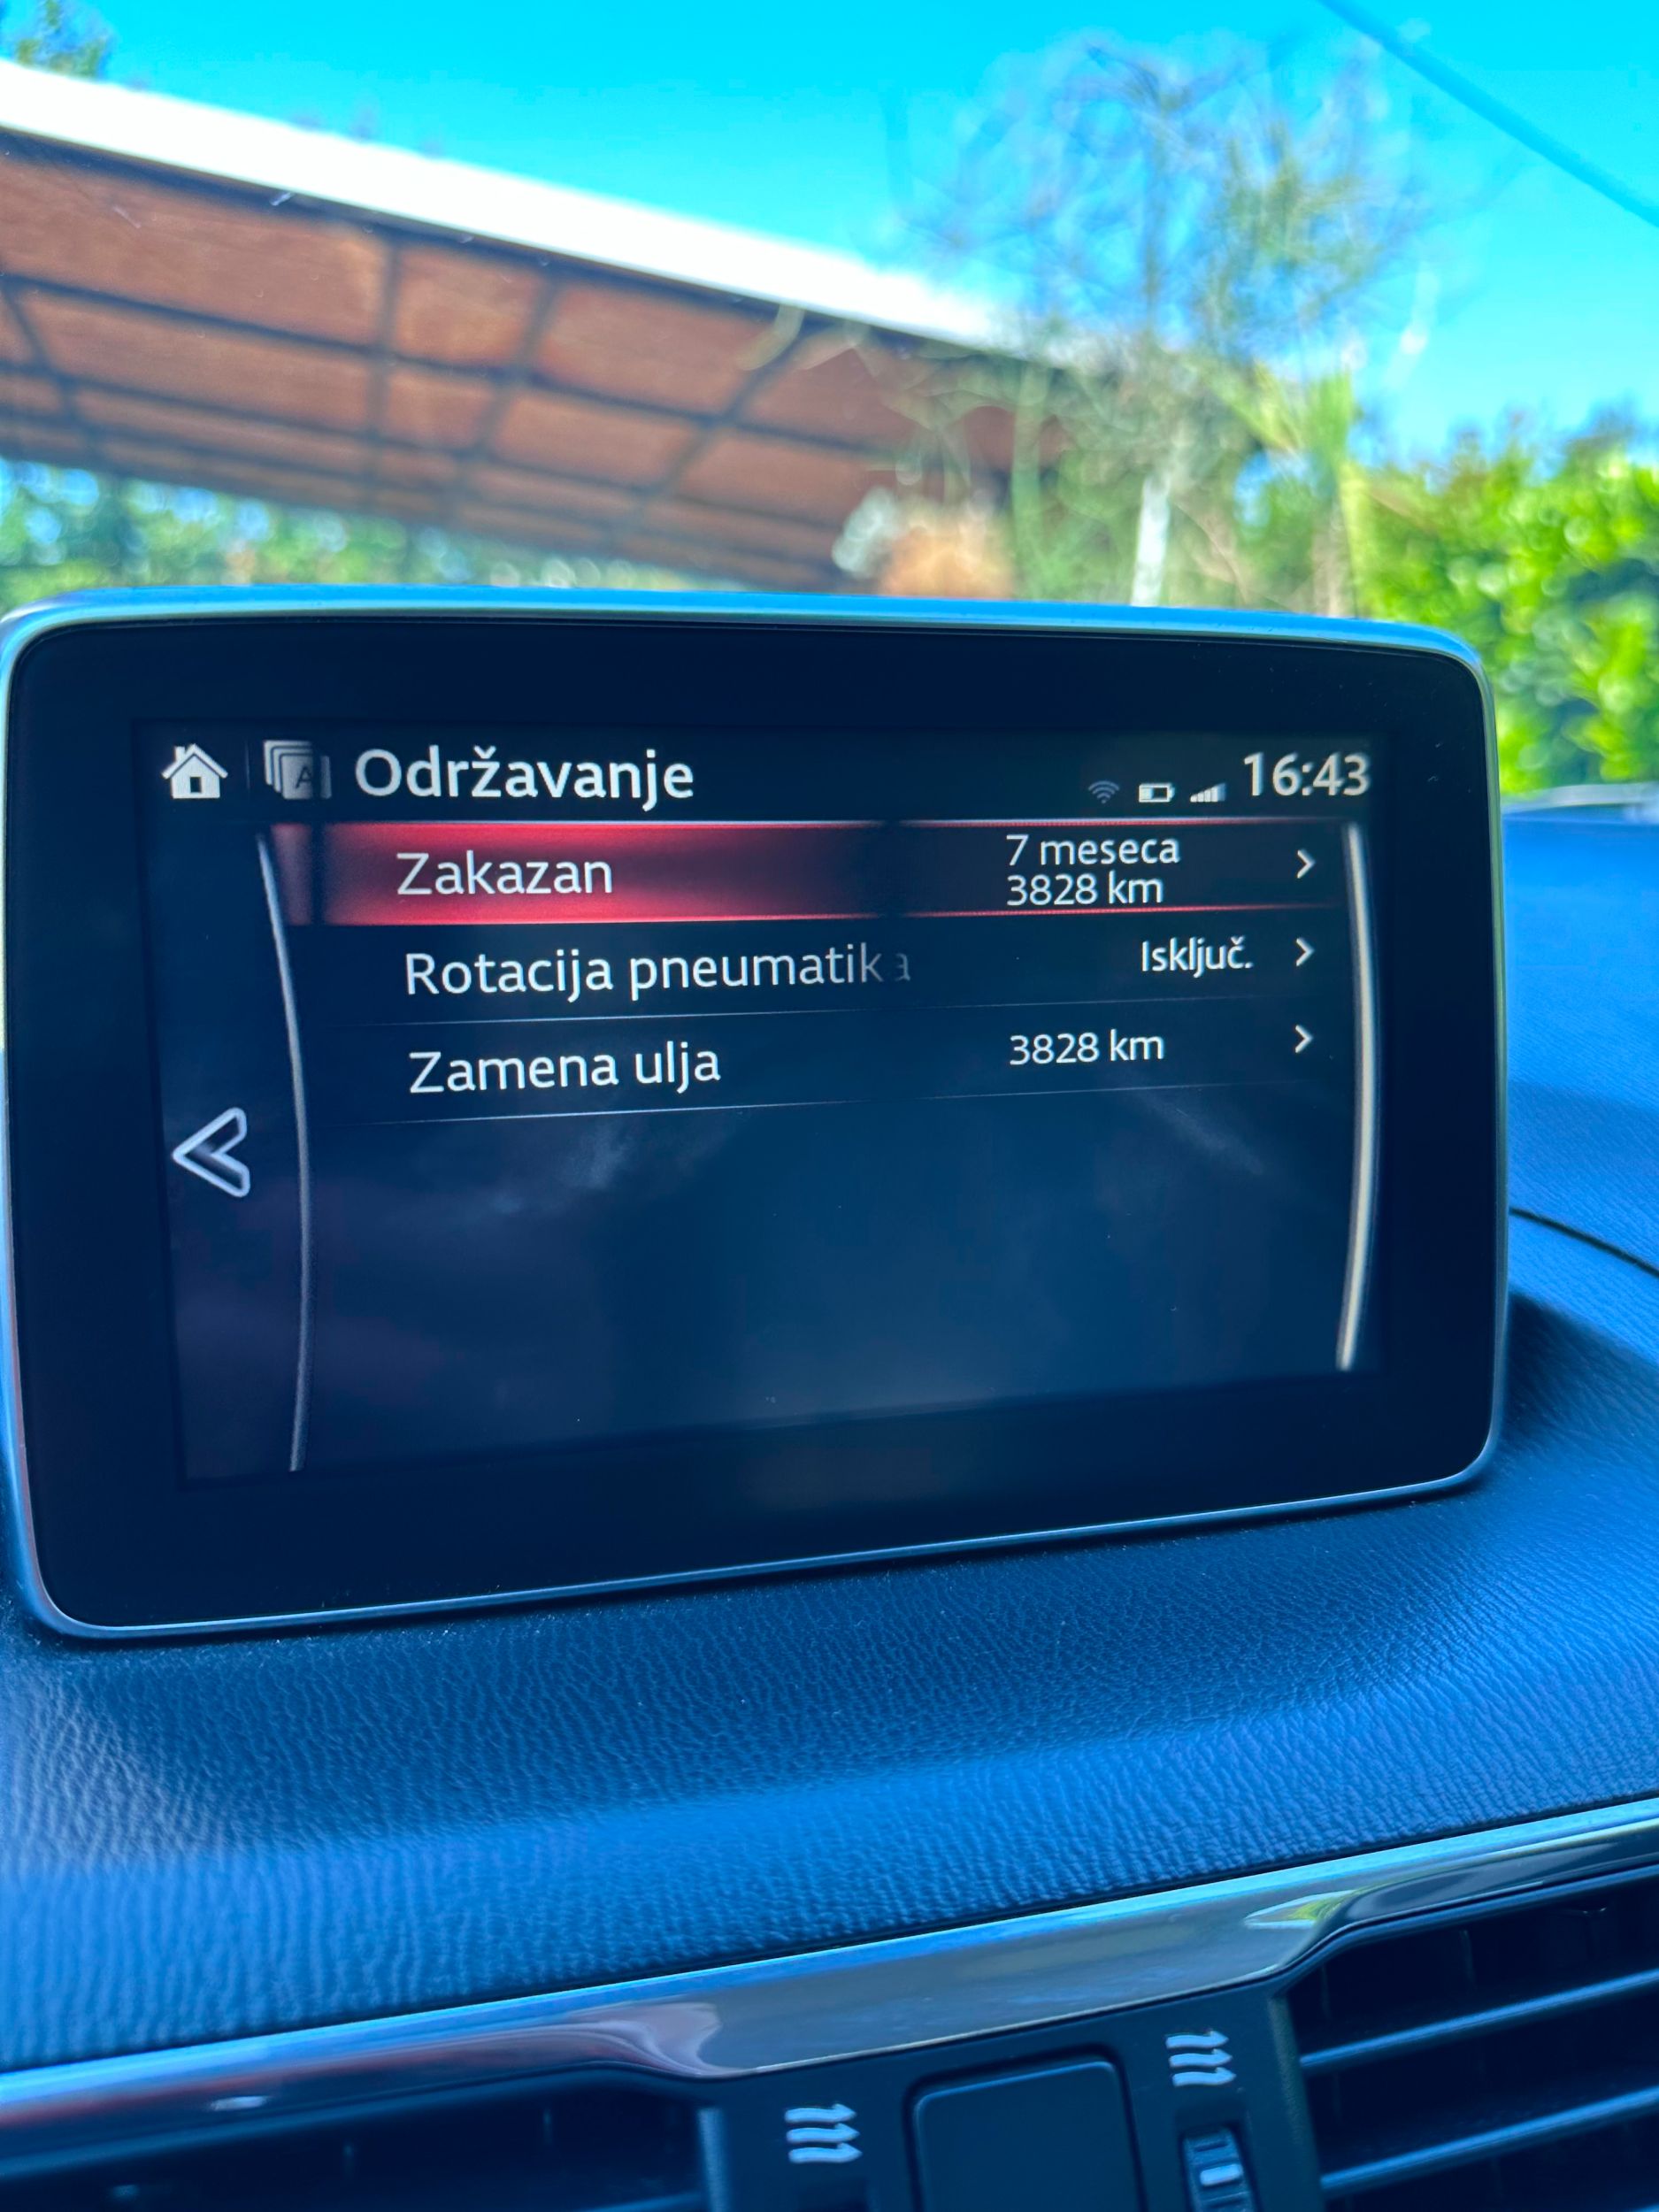 Održavanje
16:43
Zakazan
7 meseca
3828 km
Rotacija pneumatika
Isključ.
Zamena ulja
3828 km